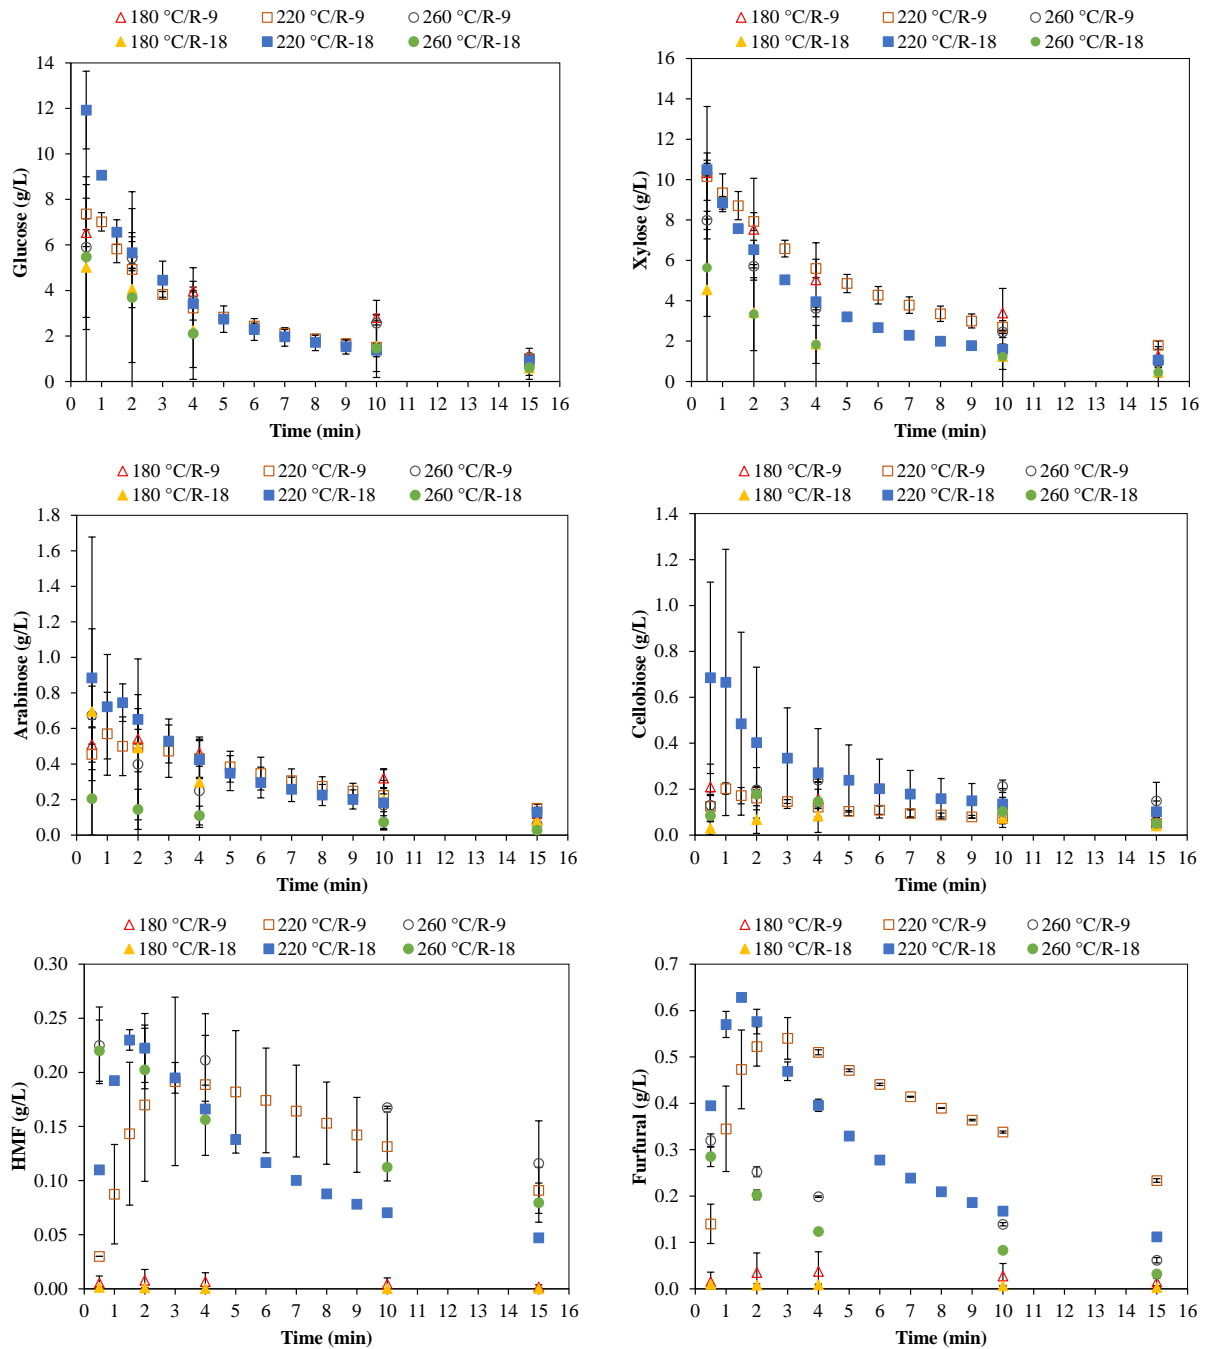 180 °C/R-9 220 °C/R-9 260 °C/R-9
180 °C/R-18 220 °C/R-18 260 °C/R-18
14
12
10
8
6
4
2
0
Glucose (g/L)
0 1 2 3 4 5 6 7 8 9 10 11 12 13 14 15 16
Time (min)
180 °C/R-9 220 °C/R-9 260 °C/R-9
180 °C/R-18 220 °C/R-18 260 °C/R-18
16
14
12
10
8
6
4
2
0
Xylose (g/L)
0 1 2 3 4 5 6 7 8 9 10 11 12 13 14 15 16
Time (min)
180 °C/R-9 220 °C/R-9 260 °C/R-9
180 °C/R-18 220 °C/R-18 260 °C/R-18
1.8
1.6
1.4
1.2
1.0
0.8
0.6
0.4
0.2
0.0
Arabinose (g/L)
0 1 2 3 4 5 6 7 8 9 10 11 12 13 14 15 16
Time (min)
180 °C/R-9 220 °C/R-9 260 °C/R-9
180 °C/R-18 220 °C/R-18 260 °C/R-18
1.4
1.2
1.0
0.8
0.6
0.4
0.2
0.0
Cellobiose (g/L)
0 1 2 3 4 5 6 7 8 9 10 11 12 13 14 15 16
Time (min)
180 °C/R-9 220 °C/R-9 260 °C/R-9
180 °C/R-18 220 °C/R-18 260 °C/R-18
0.30
0.25
0.20
0.15
0.10
0.05
0.00
HMF (g/L)
0 1 2 3 4 5 6 7 8 9 10 11 12 13 14 15 16
Time (min)
180 °C/R-9 220 °C/R-9 260 °C/R-9
180 °C/R-18 220 °C/R-18 260 °C/R-18
0.7
0.6
0.5
0.4
0.3
0.2
0.1
0.0
Furfural (g/L)
0 1 2 3 4 5 6 7 8 9 10 11 12 13 14 15 16
Time (min)